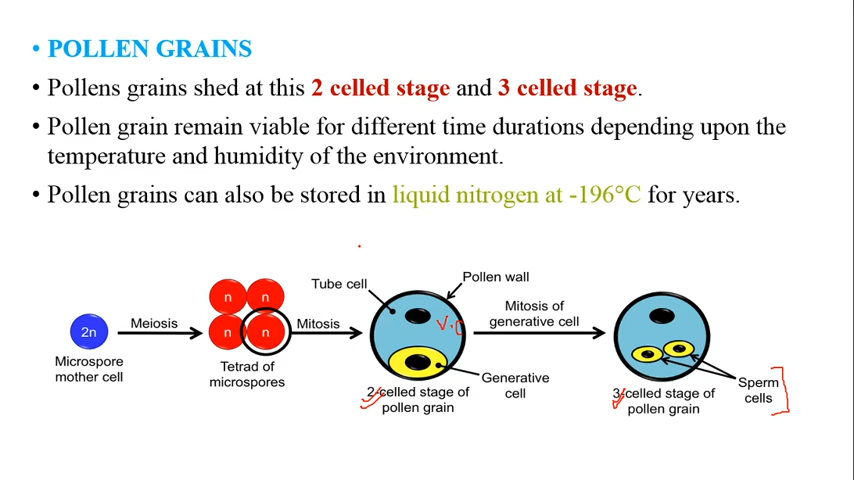 • POLLEN GRAINS
• Pollens grains shed at this 2 celled stage and 3 celled stage.
• Pollen grain remain viable for different time durations depending upon the
temperature and humidity of the environment.
• Pollen grains can also be stored in liquid nitrogen at -196°C for years.
Tube cell
Pollen wall
n n
Mitosis of
generative cell
2n
Meiosis
n n
Mitosis
V.C
Microspore
mother cell
Tetrad of
microspores
Generative
cell
2-celled stage of
pollen grain
3-celled stage of
pollen grain
Sperm
cells